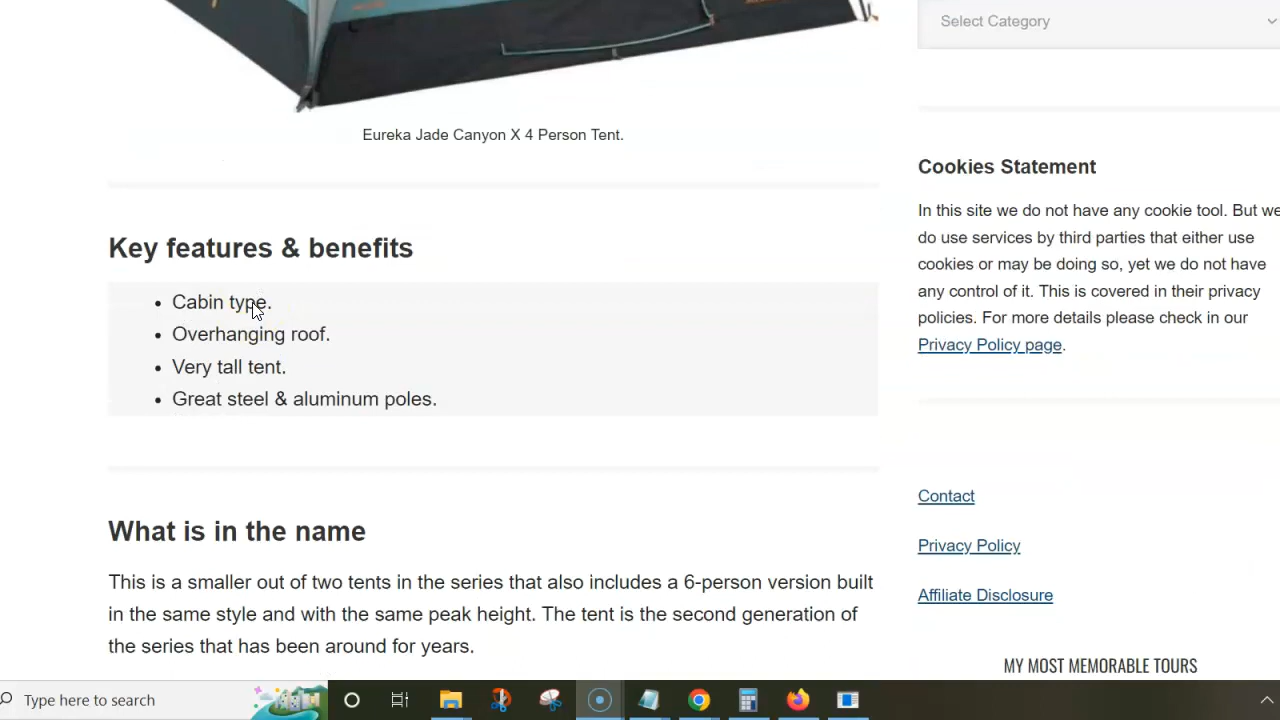 Select Category
Eureka Jade Canyon X 4 Person Tent.
Cookies Statement
In this site we do not have any cookie tool. But we
do use services by third parties that either use
cookies or may be doing so, yet we do not have
any control of it. This is covered in their privacy
policies. For more details please check in our
Privacy Policy page.
Key features & benefits
Cabin type.
Overhanging roof.
Very tall tent.
Great steel & aluminum poles.
What is in the name
This is a smaller out of two tents in the series that also includes a 6-person version built
in the same style and with the same peak height. The tent is the second generation of
the series that has been around for years.
Contact
Privacy Policy
Affiliate Disclosure
MY MOST MEMORABLE TOURS
Type here to search